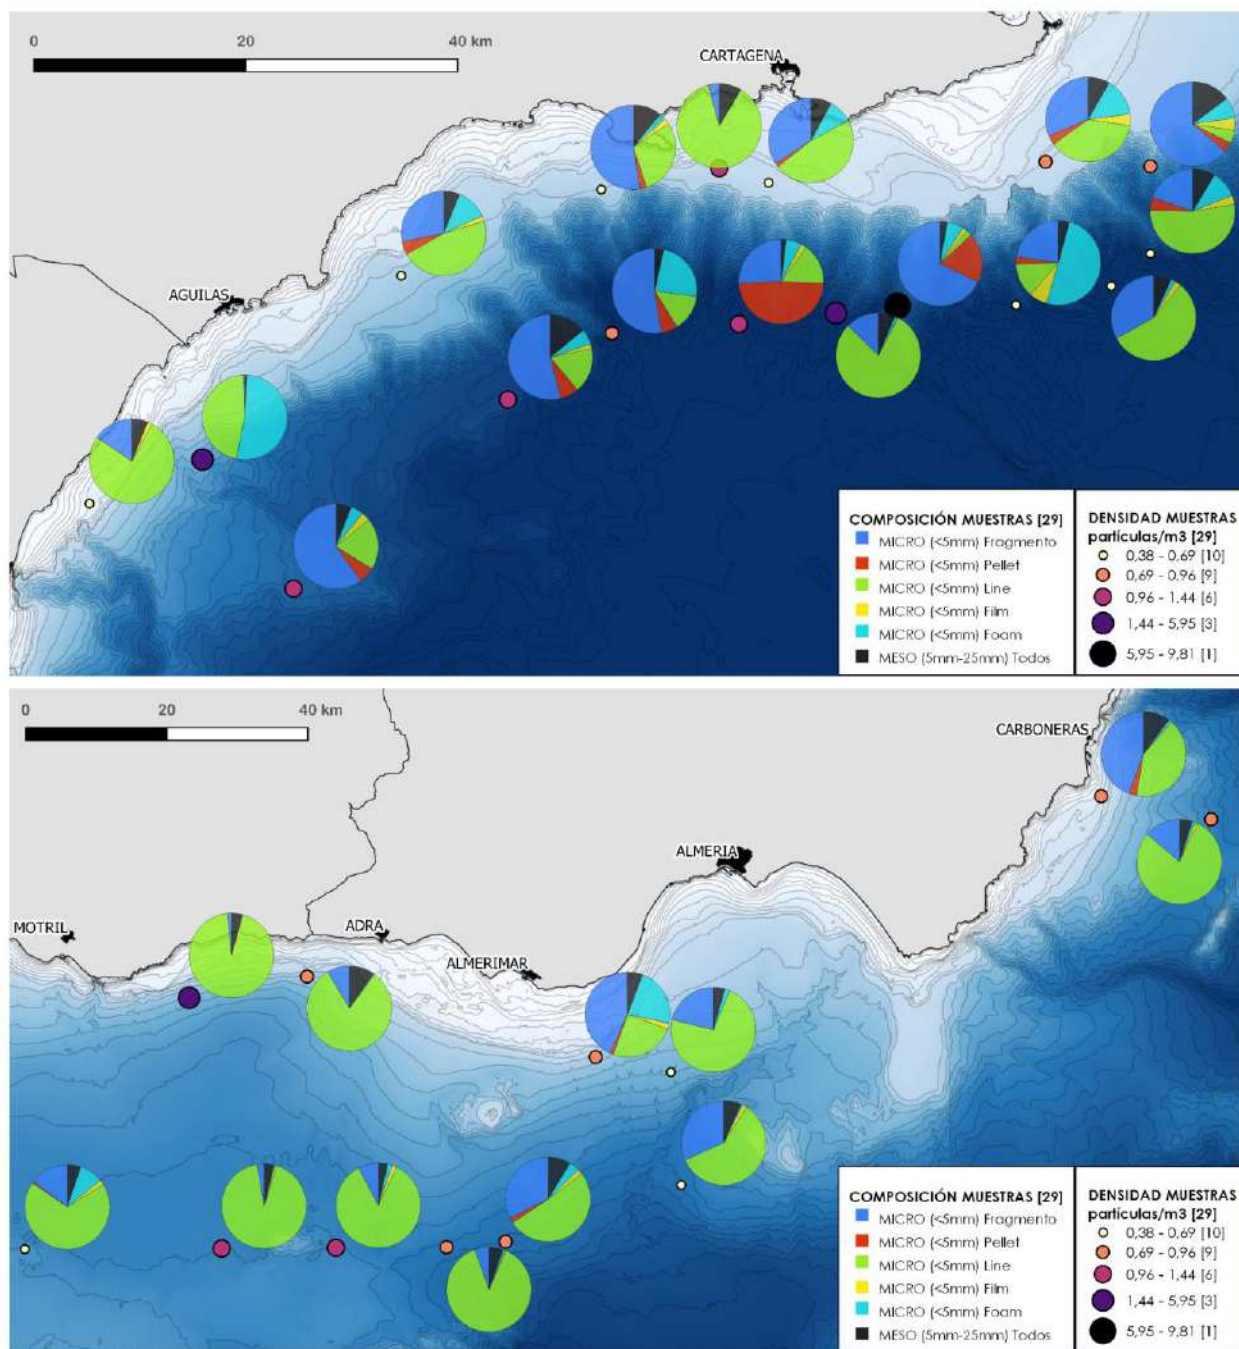 0 20 40 km
CARTAGENA
AGUILAS
COMPOSICIÓN MUESTRAS [29]
MICRO (<5mm) Fragmento
MICRO (<5mm) Pellet
MICRO (<5mm) Line
MICRO (<5mm) Film
MICRO (<5mm) Foam
MESO (5mm-25mm) Todos
DENSIDAD MUESTRAS
partículas/m3 [29]
0,38 - 0,69 [10]
0,69 - 0,96 [9]
0,96 - 1,44 [6]
1,44 - 5,95 [3]
5,95 - 9,81 [1]
0 20 40 km
CARBONERAS
ALMERIA
MOTRIL
ADRA
ALMERIMAR
COMPOSICIÓN MUESTRAS [29]
MICRO (<5mm) Fragmento
MICRO (<5mm) Pellet
MICRO (<5mm) Line
MICRO (<5mm) Film
MICRO (<5mm) Foam
MESO (5mm-25mm) Todos
DENSIDAD MUESTRAS
partículas/m3 [29]
0,38 - 0,69 [10]
0,69 - 0,96 [9]
0,96 - 1,44 [6]
1,44 - 5,95 [3]
5,95 - 9,81 [1]